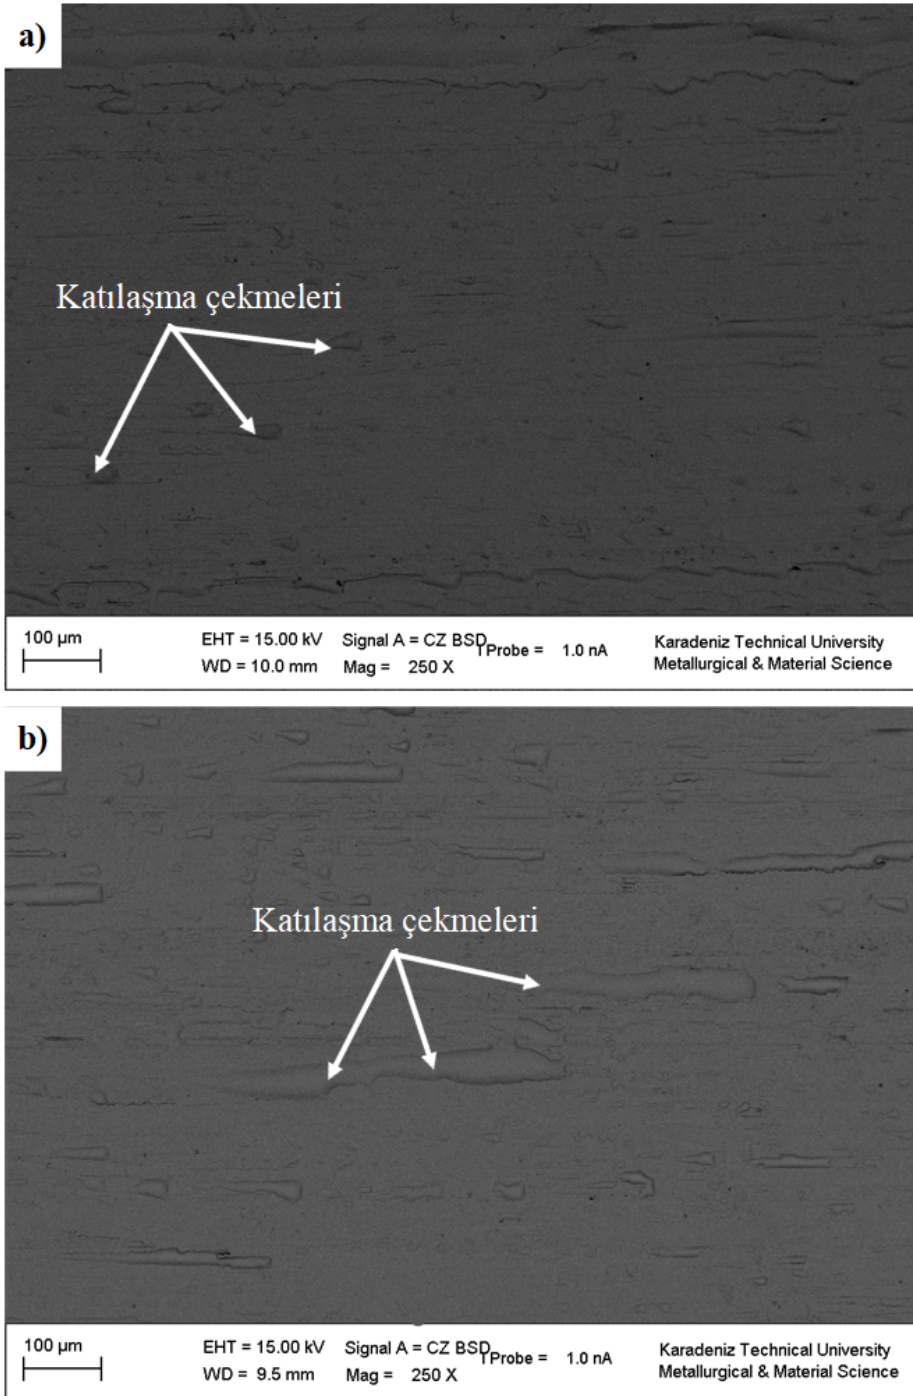 a)
Katılaşma çekmeleri
100 µm
EHT = 15.00 kV Signal A = CZ BSD I Probe = 1.0 nA Karadeniz Technical University
WD = 10.0 mm Mag = 250 X Metallurgical & Material Science
b)
Katılaşma çekmeleri
100 µm
EHT = 15.00 kV Signal A = CZ BSD I Probe = 1.0 nA Karadeniz Technical University
WD = 9.5 mm Mag = 250 X Metallurgical & Material Science